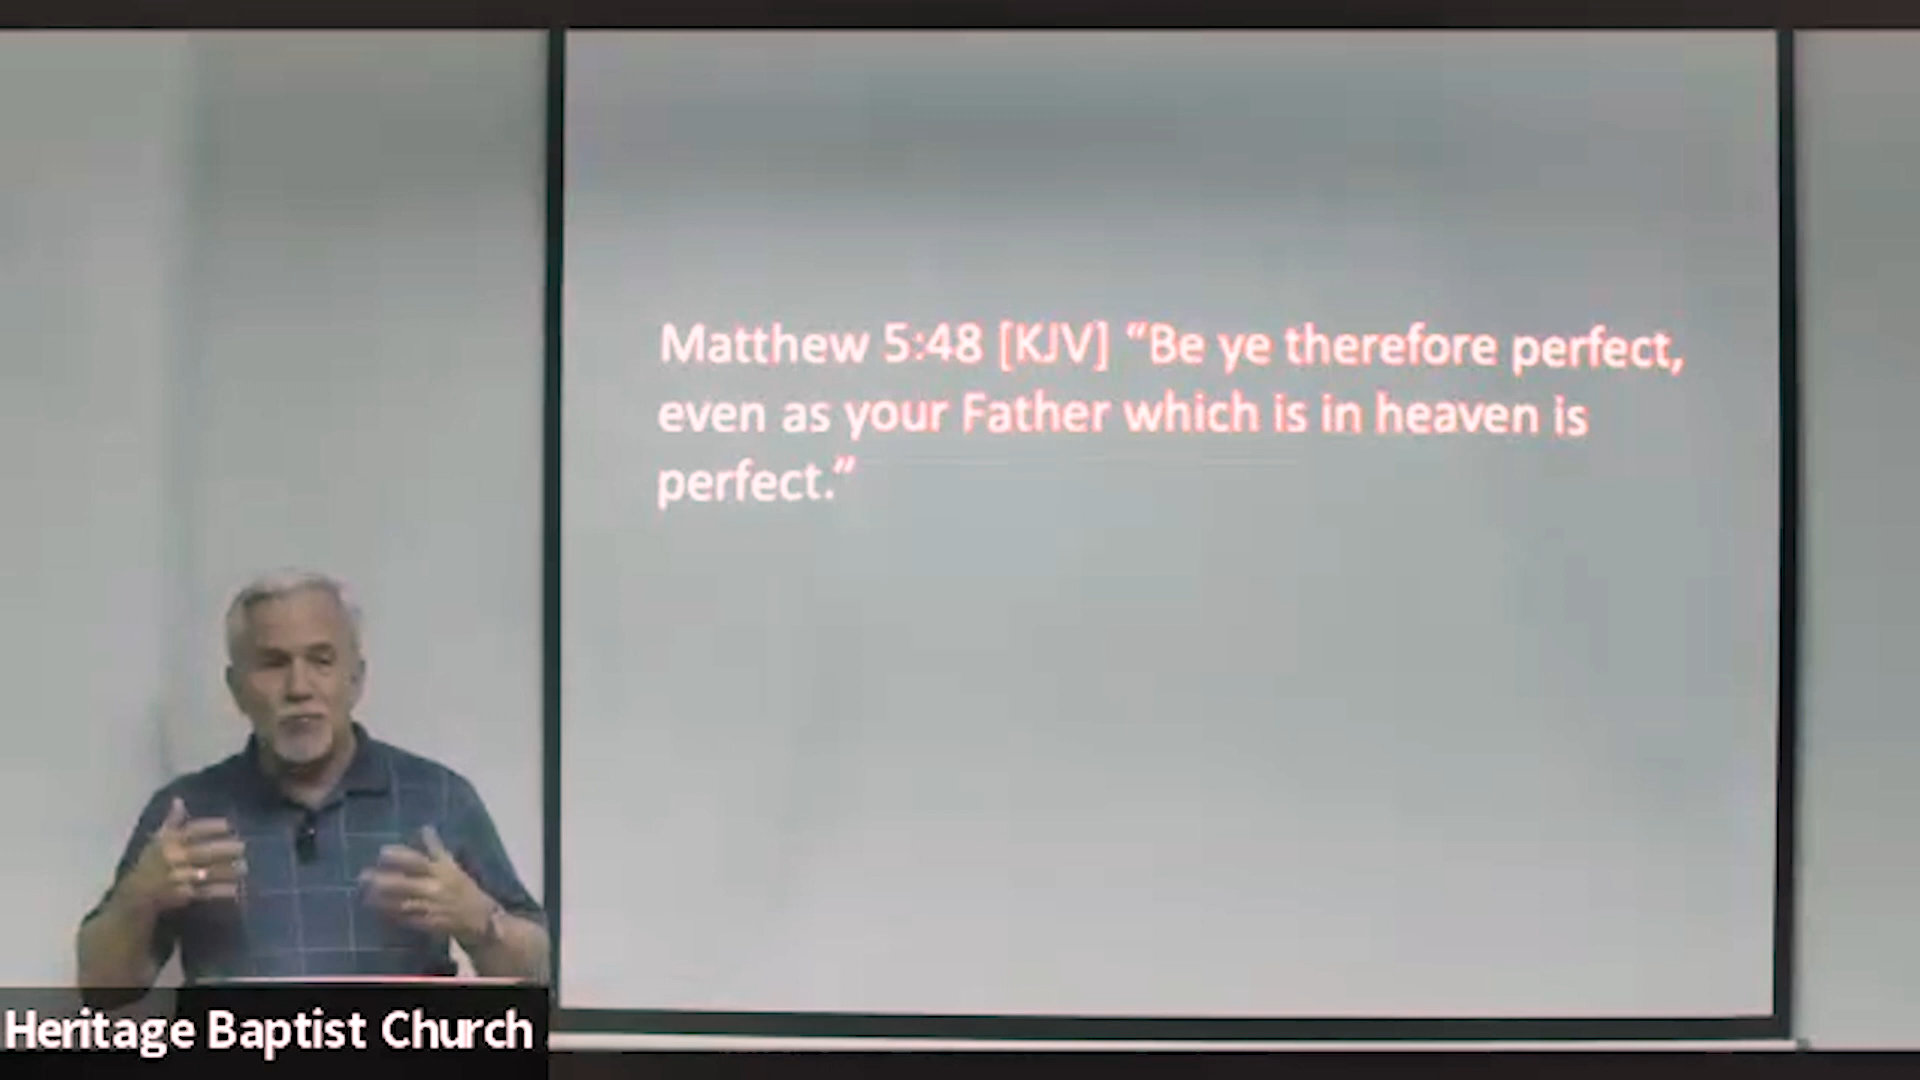 Matthew 5:48 [KJV] “Be ye therefore perfect,
even as your Father which is in heaven is
perfect.”
Heritage Baptist Church